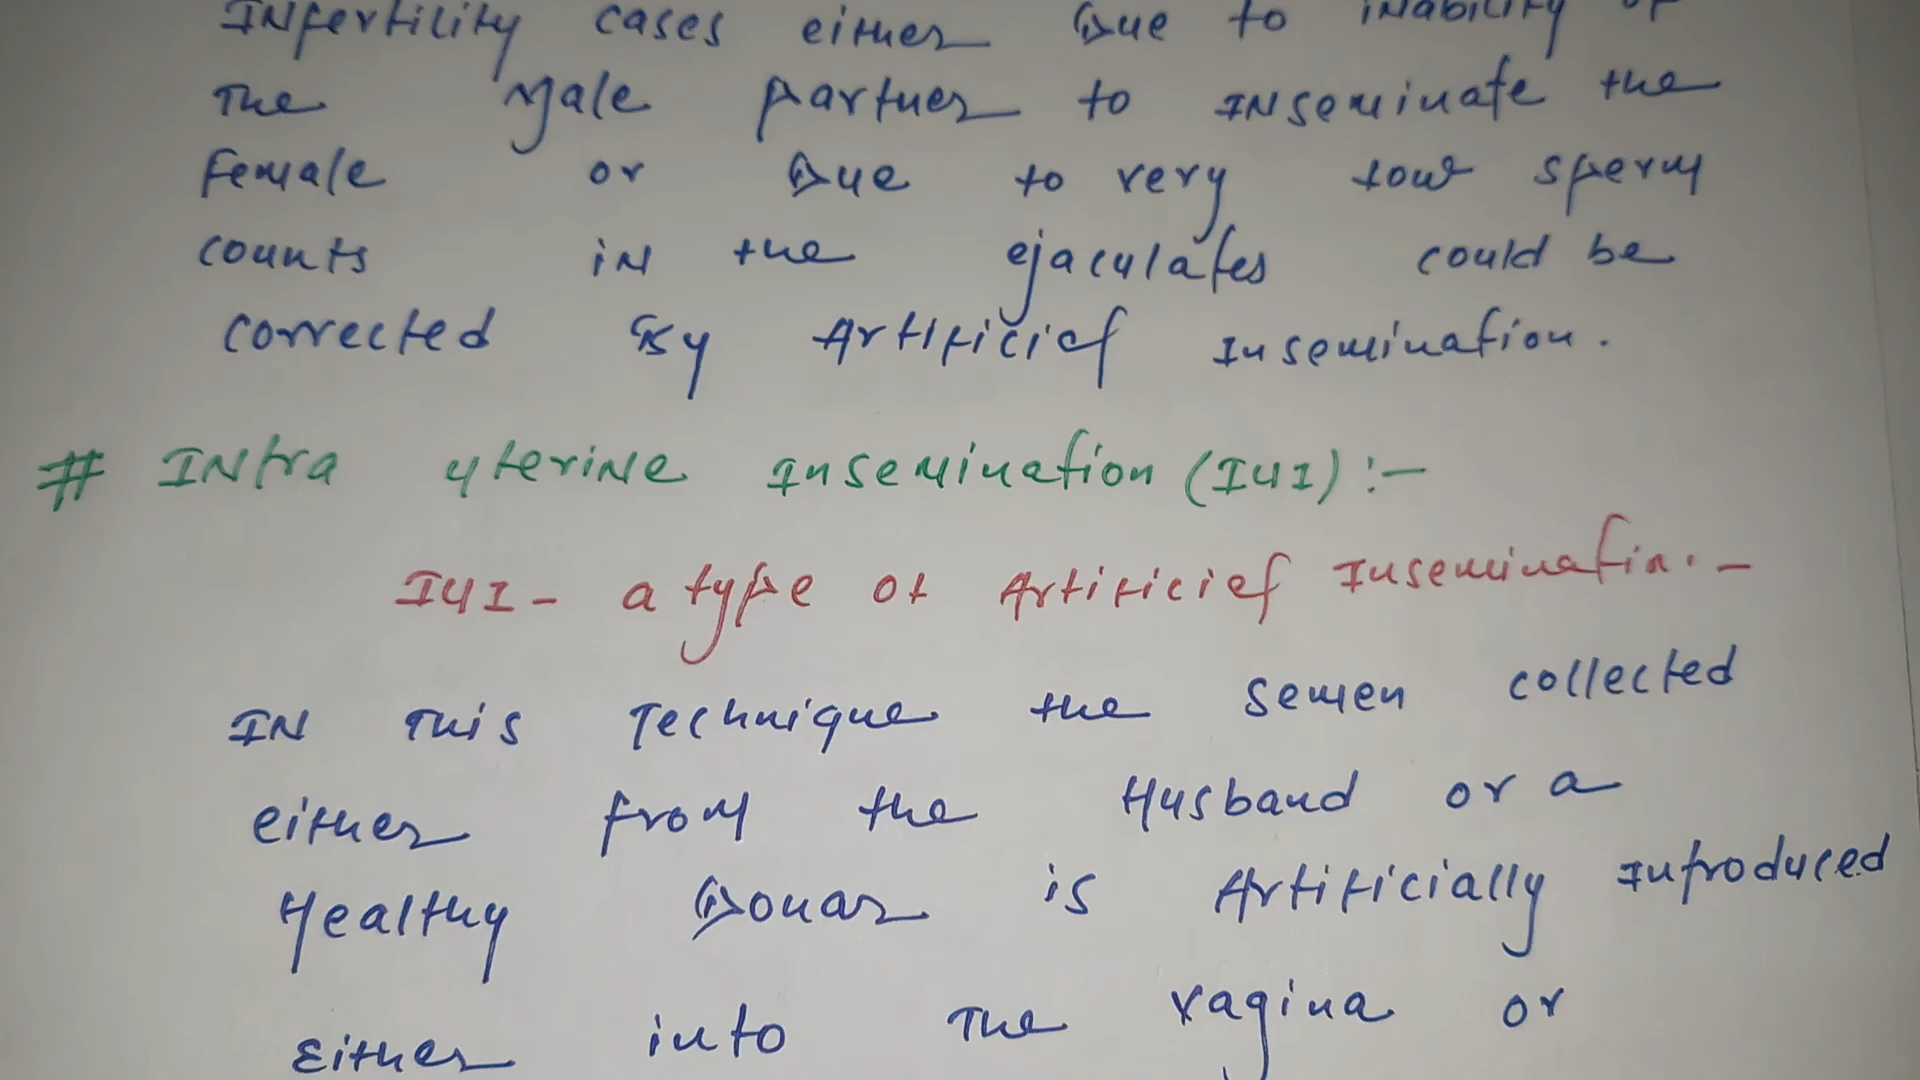 Infertility cases either Due to inability of
The Male partner to Inseminate the
Female or Due to very low sperm
counts in the ejaculates could be
corrected By Artificial Insemination.
# Intra uterine Insemination (IUI) :-
IUI - a type of Artificial Inseminatin. -
IN This Technique the semen collected
either from the Husband or a
Healthy Donar is Artificially Introduced
Either into The vagina or